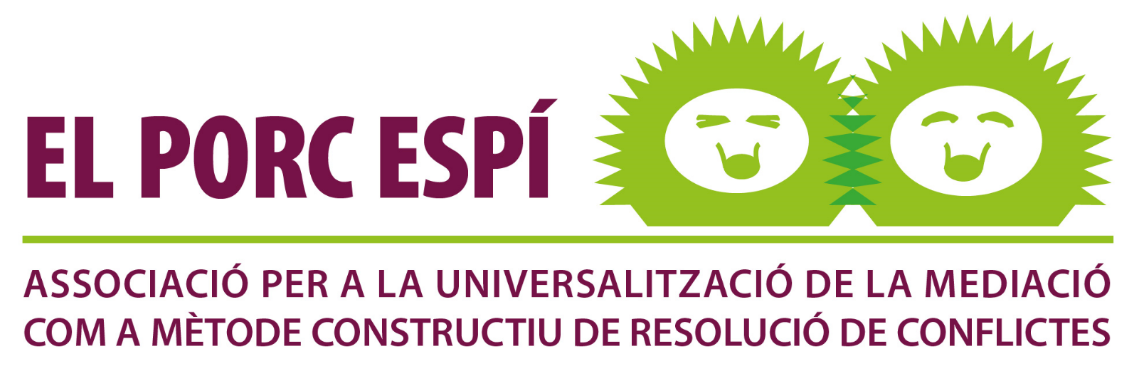 EL PORC ESPÍ
ASSOCIACIÓ PER A LA UNIVERSALITZACIÓ DE LA MEDIACIÓ
COM A MÈTODE CONSTRUCTIU DE RESOLUCIÓ DE CONFLICTES